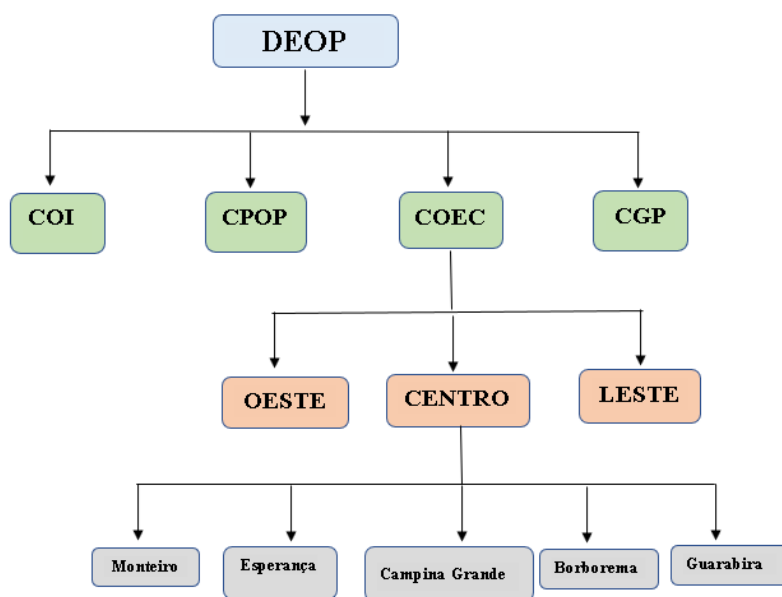 DEOP
COI
CPOP
COEC
CGP
OESTE
CENTRO
LESTE
Monteiro
Esperança
Campina Grande
Borborema
Guarabira